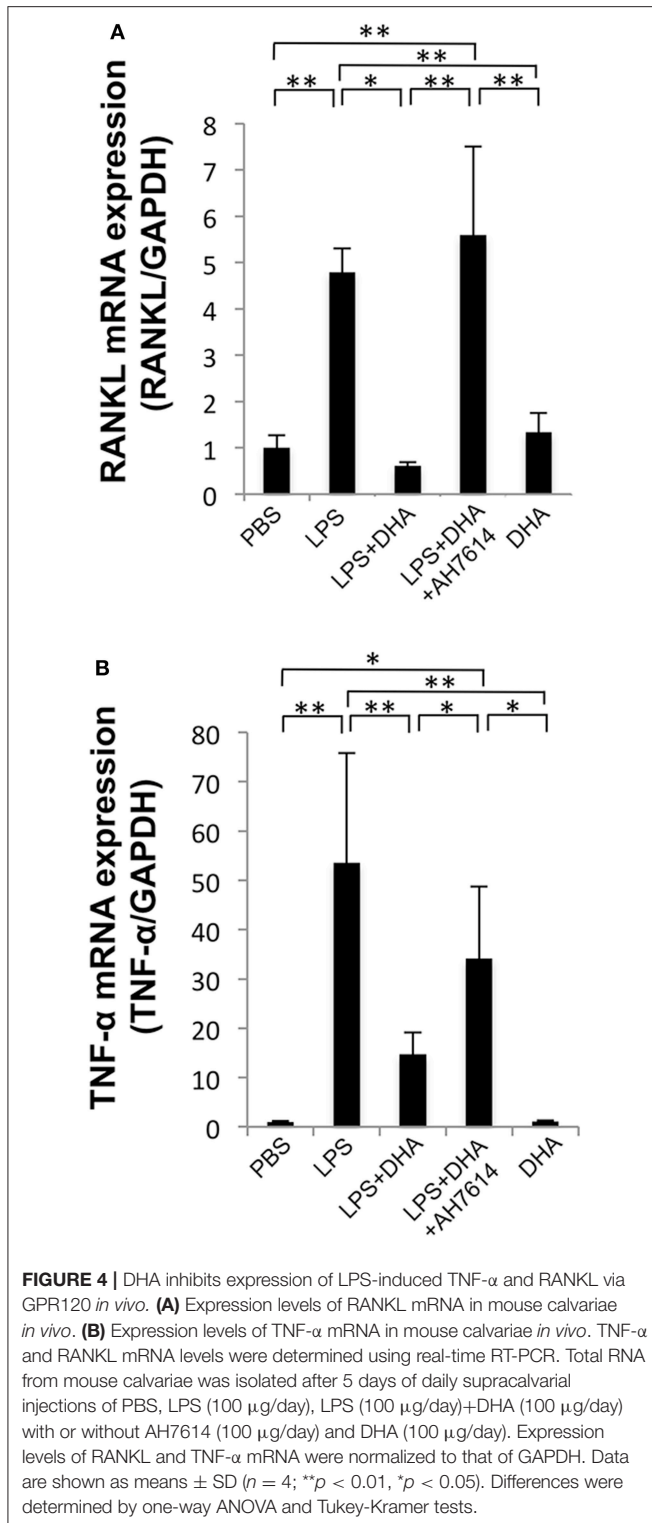 A
**
**
** * ** **
RANKL mRNA expression
(RANKL/GAPDH)
8
7
6
5
4
3
2
1
0
PBS
LPS
LPS+DHA
LPS+DHA
+AH7614
DHA
B
*
**
** ** * *
TNF-α mRNA expression
(TNF-α/GAPDH)
80
70
60
50
40
30
20
10
0
PBS
LPS
LPS+DHA
LPS+DHA
+AH7614
DHA
FIGURE 4 | DHA inhibits expression of LPS-induced TNF-α and RANKL via
GPR120 in vivo. (A) Expression levels of RANKL mRNA in mouse calvariae
in vivo. (B) Expression levels of TNF-α mRNA in mouse calvariae in vivo. TNF-α
and RANKL mRNA levels were determined using real-time RT-PCR. Total RNA
from mouse calvariae was isolated after 5 days of daily supracalvarial
injections of PBS, LPS (100 μg/day), LPS (100 μg/day)+DHA (100 μg/day)
with or without AH7614 (100 μg/day) and DHA (100 μg/day). Expression
levels of RANKL and TNF-α mRNA were normalized to that of GAPDH. Data
are shown as means ± SD (n = 4; **p < 0.01, *p < 0.05). Differences were
determined by one-way ANOVA and Tukey-Kramer tests.